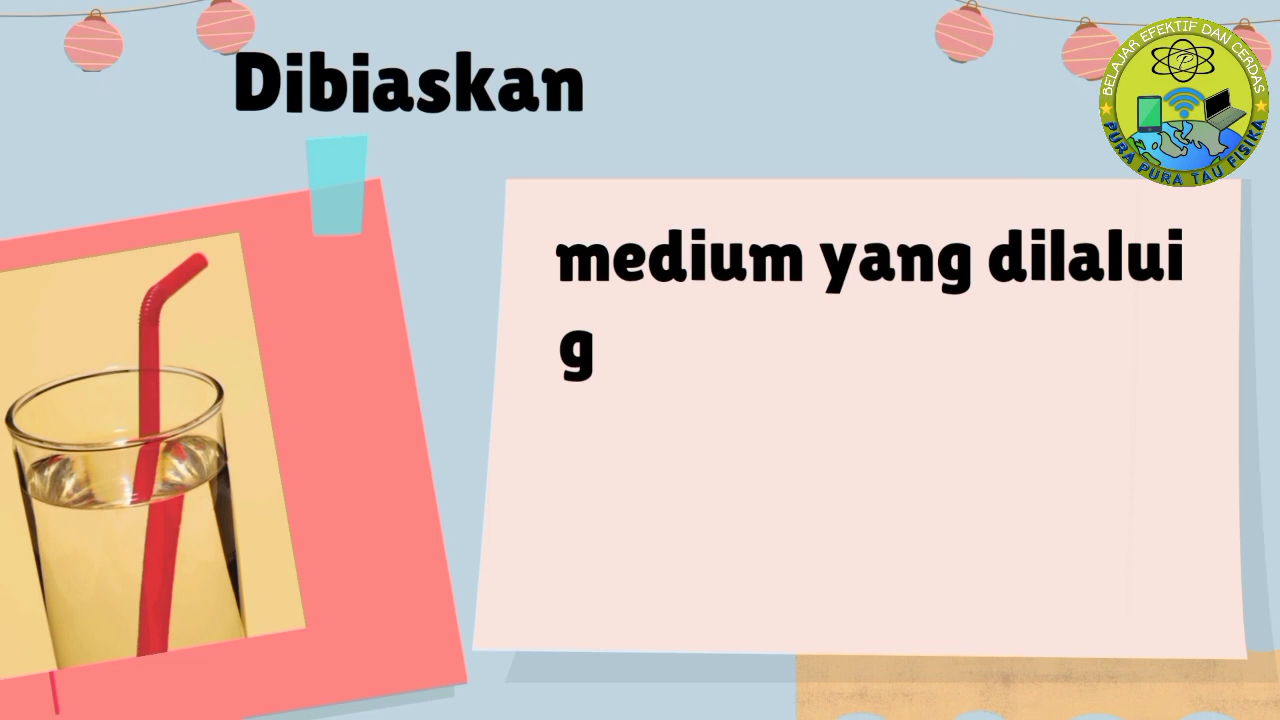 Dibiaskan
medium yang dilalui
g
BELAJAR EFEKTIF DAN CERDAS
PURA PURA TAU FISIKA